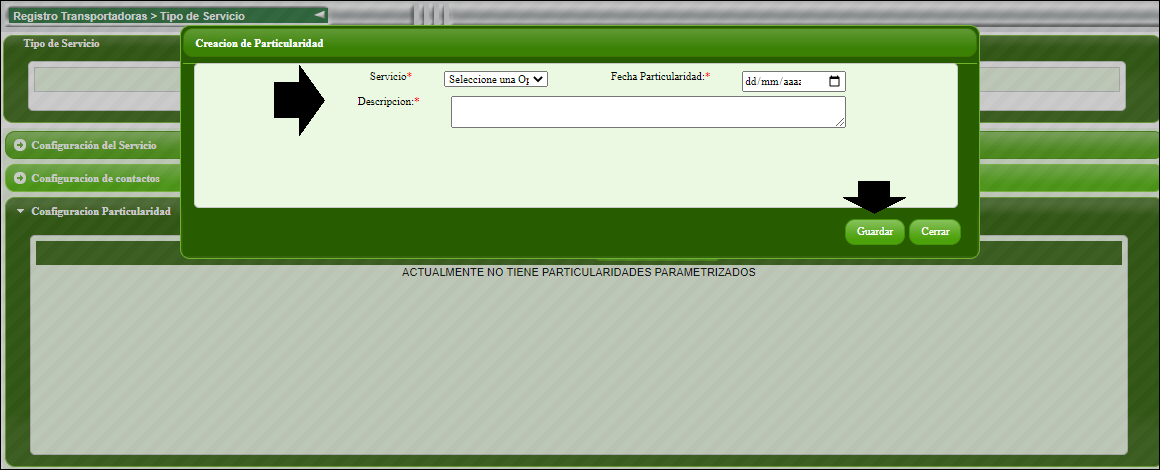 Registro Transportadoras > Tipo de Servicio
Tipo de Servicio
Creacion de Particularidad
Servicio* Seleccione una Op Fecha Particularidad:* dd/mm/aaaa
Descripcion:*
Configuración del Servicio
Configuracion de contactos
Configuracion Particularidad
Guardar Cerrar
ACTUALMENTE NO TIENE PARTICULARIDADES PARAMETRIZADOS